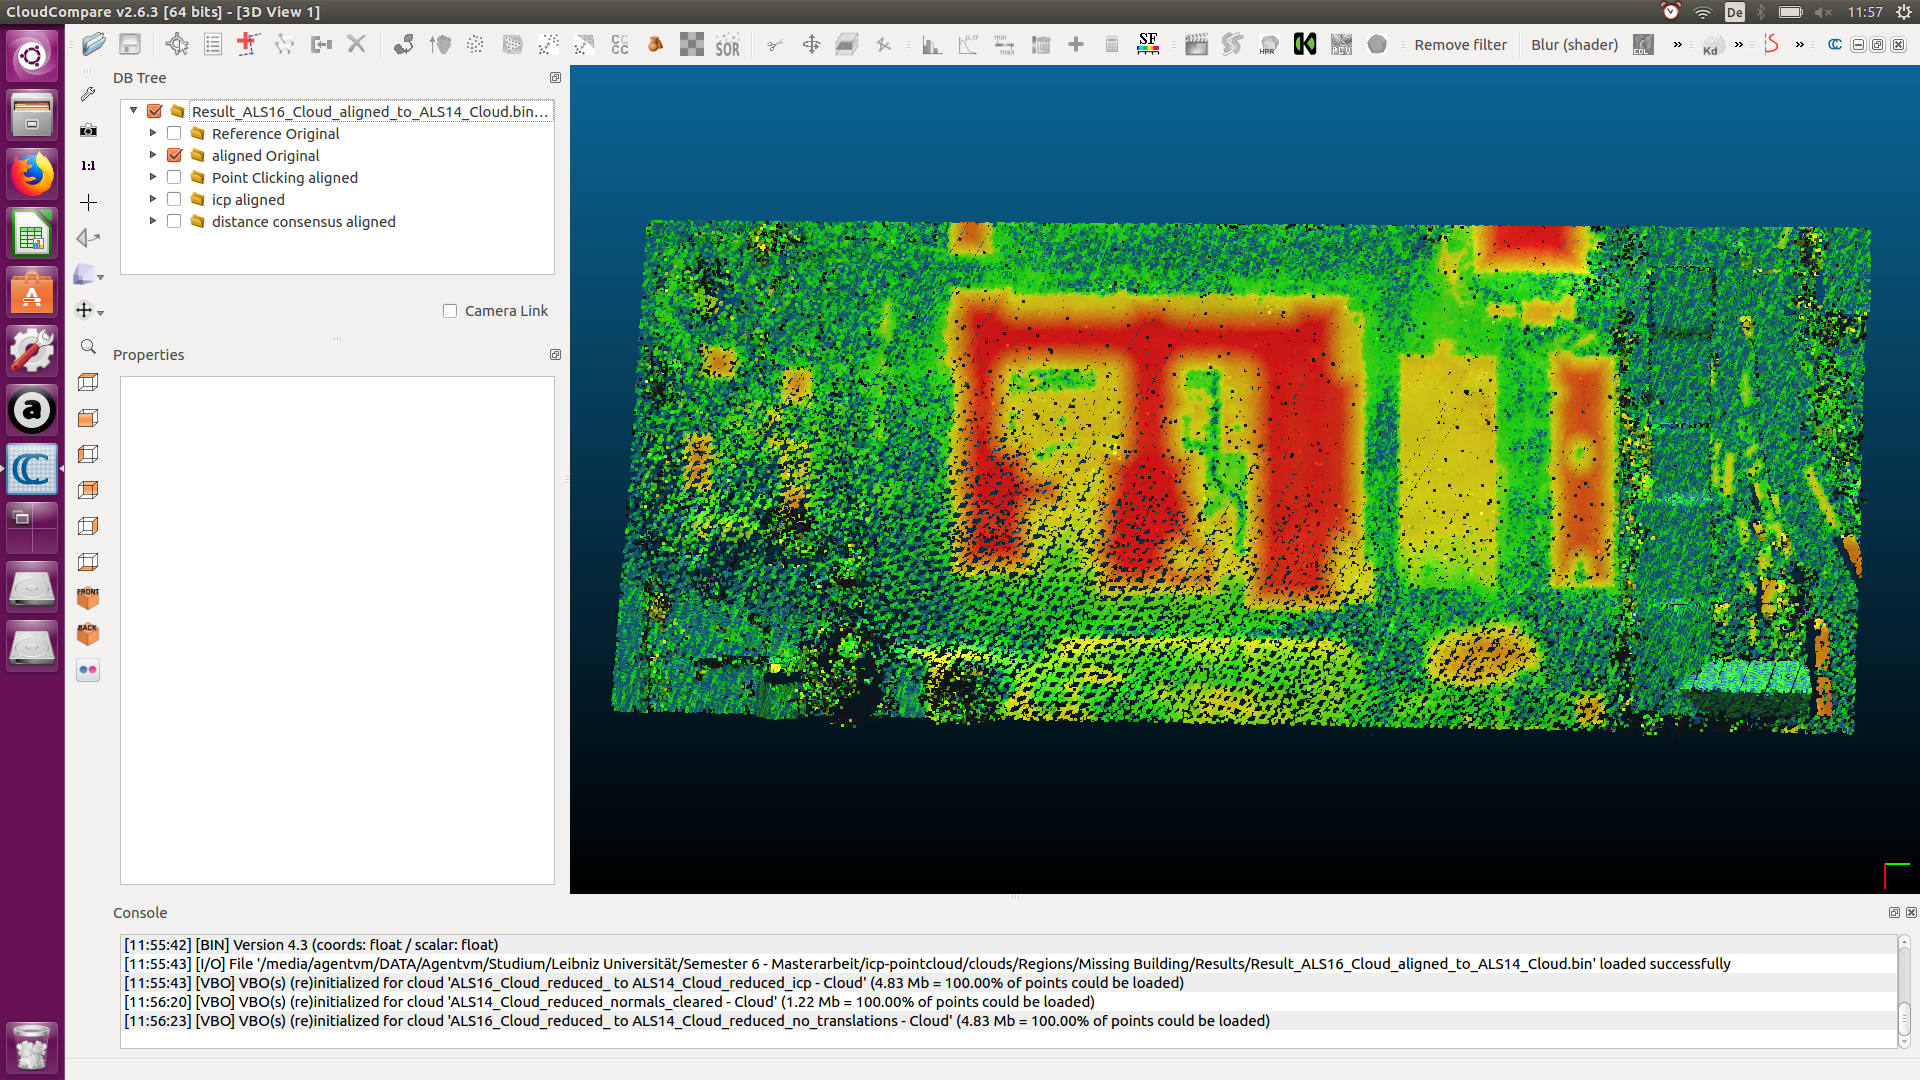 CloudCompare v2.6.3 [64 bits] - [3D View 1]
De
11:57
SF
SOR
min
max
HPR
PCV
Remove filter
Blur (shader)
EDL
»
Kd
»
»
DB Tree
Result_ALS16_Cloud_aligned_to_ALS14_Cloud.bin...
Reference Original
aligned Original
Point Clicking aligned
icp aligned
distance consensus aligned
1:1
Camera Link
Properties
FRONT
BACK
Console
[11:55:42] [BIN] Version 4.3 (coords: float / scalar: float)
[11:55:43] [I/O] File '/media/agentvm/DATA/Agentvm/Studium/Leibniz Universität/Semester 6 - Masterarbeit/icp-pointcloud/clouds/Regions/Missing Building/Results/Result_ALS16_Cloud_aligned_to_ALS14_Cloud.bin' loaded successfully
[11:55:43] [VBO] VBO(s) (re)initialized for cloud 'ALS16_Cloud_reduced_ to ALS14_Cloud_reduced_icp - Cloud' (4.83 Mb = 100.00% of points could be loaded)
[11:56:20] [VBO] VBO(s) (re)initialized for cloud 'ALS14_Cloud_reduced_normals_cleared - Cloud' (1.22 Mb = 100.00% of points could be loaded)
[11:56:23] [VBO] VBO(s) (re)initialized for cloud 'ALS16_Cloud_reduced_ to ALS14_Cloud_reduced_no_translations - Cloud' (4.83 Mb = 100.00% of points could be loaded)